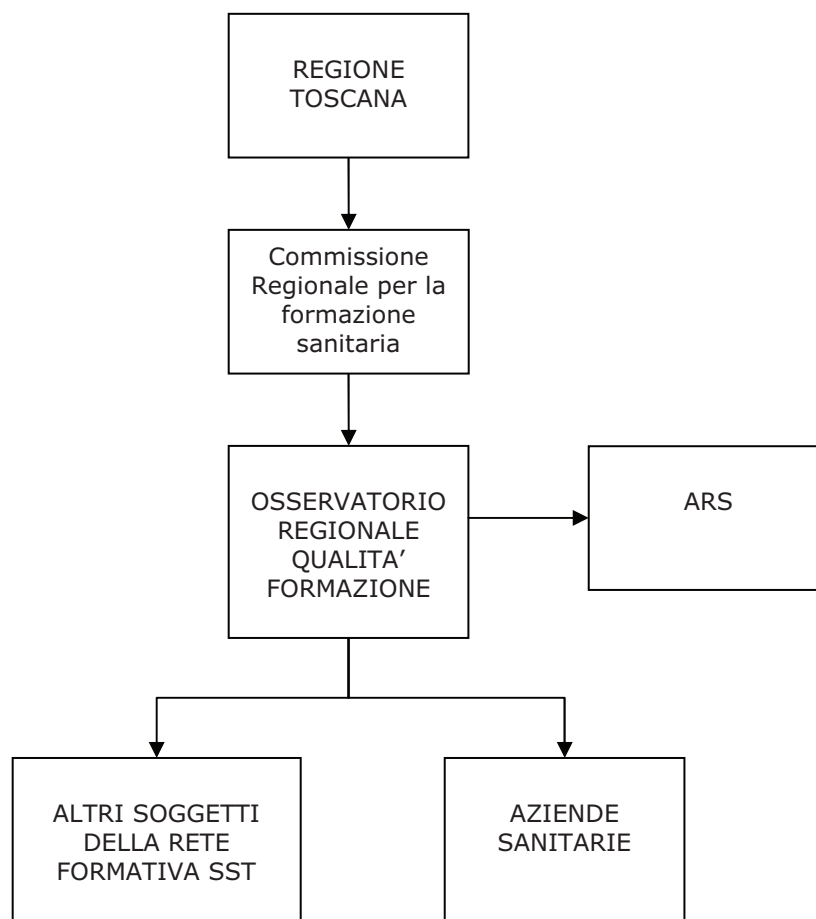 REGIONE
TOSCANA
Commissione
Regionale per la
formazione
sanitaria
OSSERVATORIO
REGIONALE
QUALITA’
FORMAZIONE
ARS
ALTRI SOGGETTI
DELLA RETE
FORMATIVA SST
AZIENDE
SANITARIE